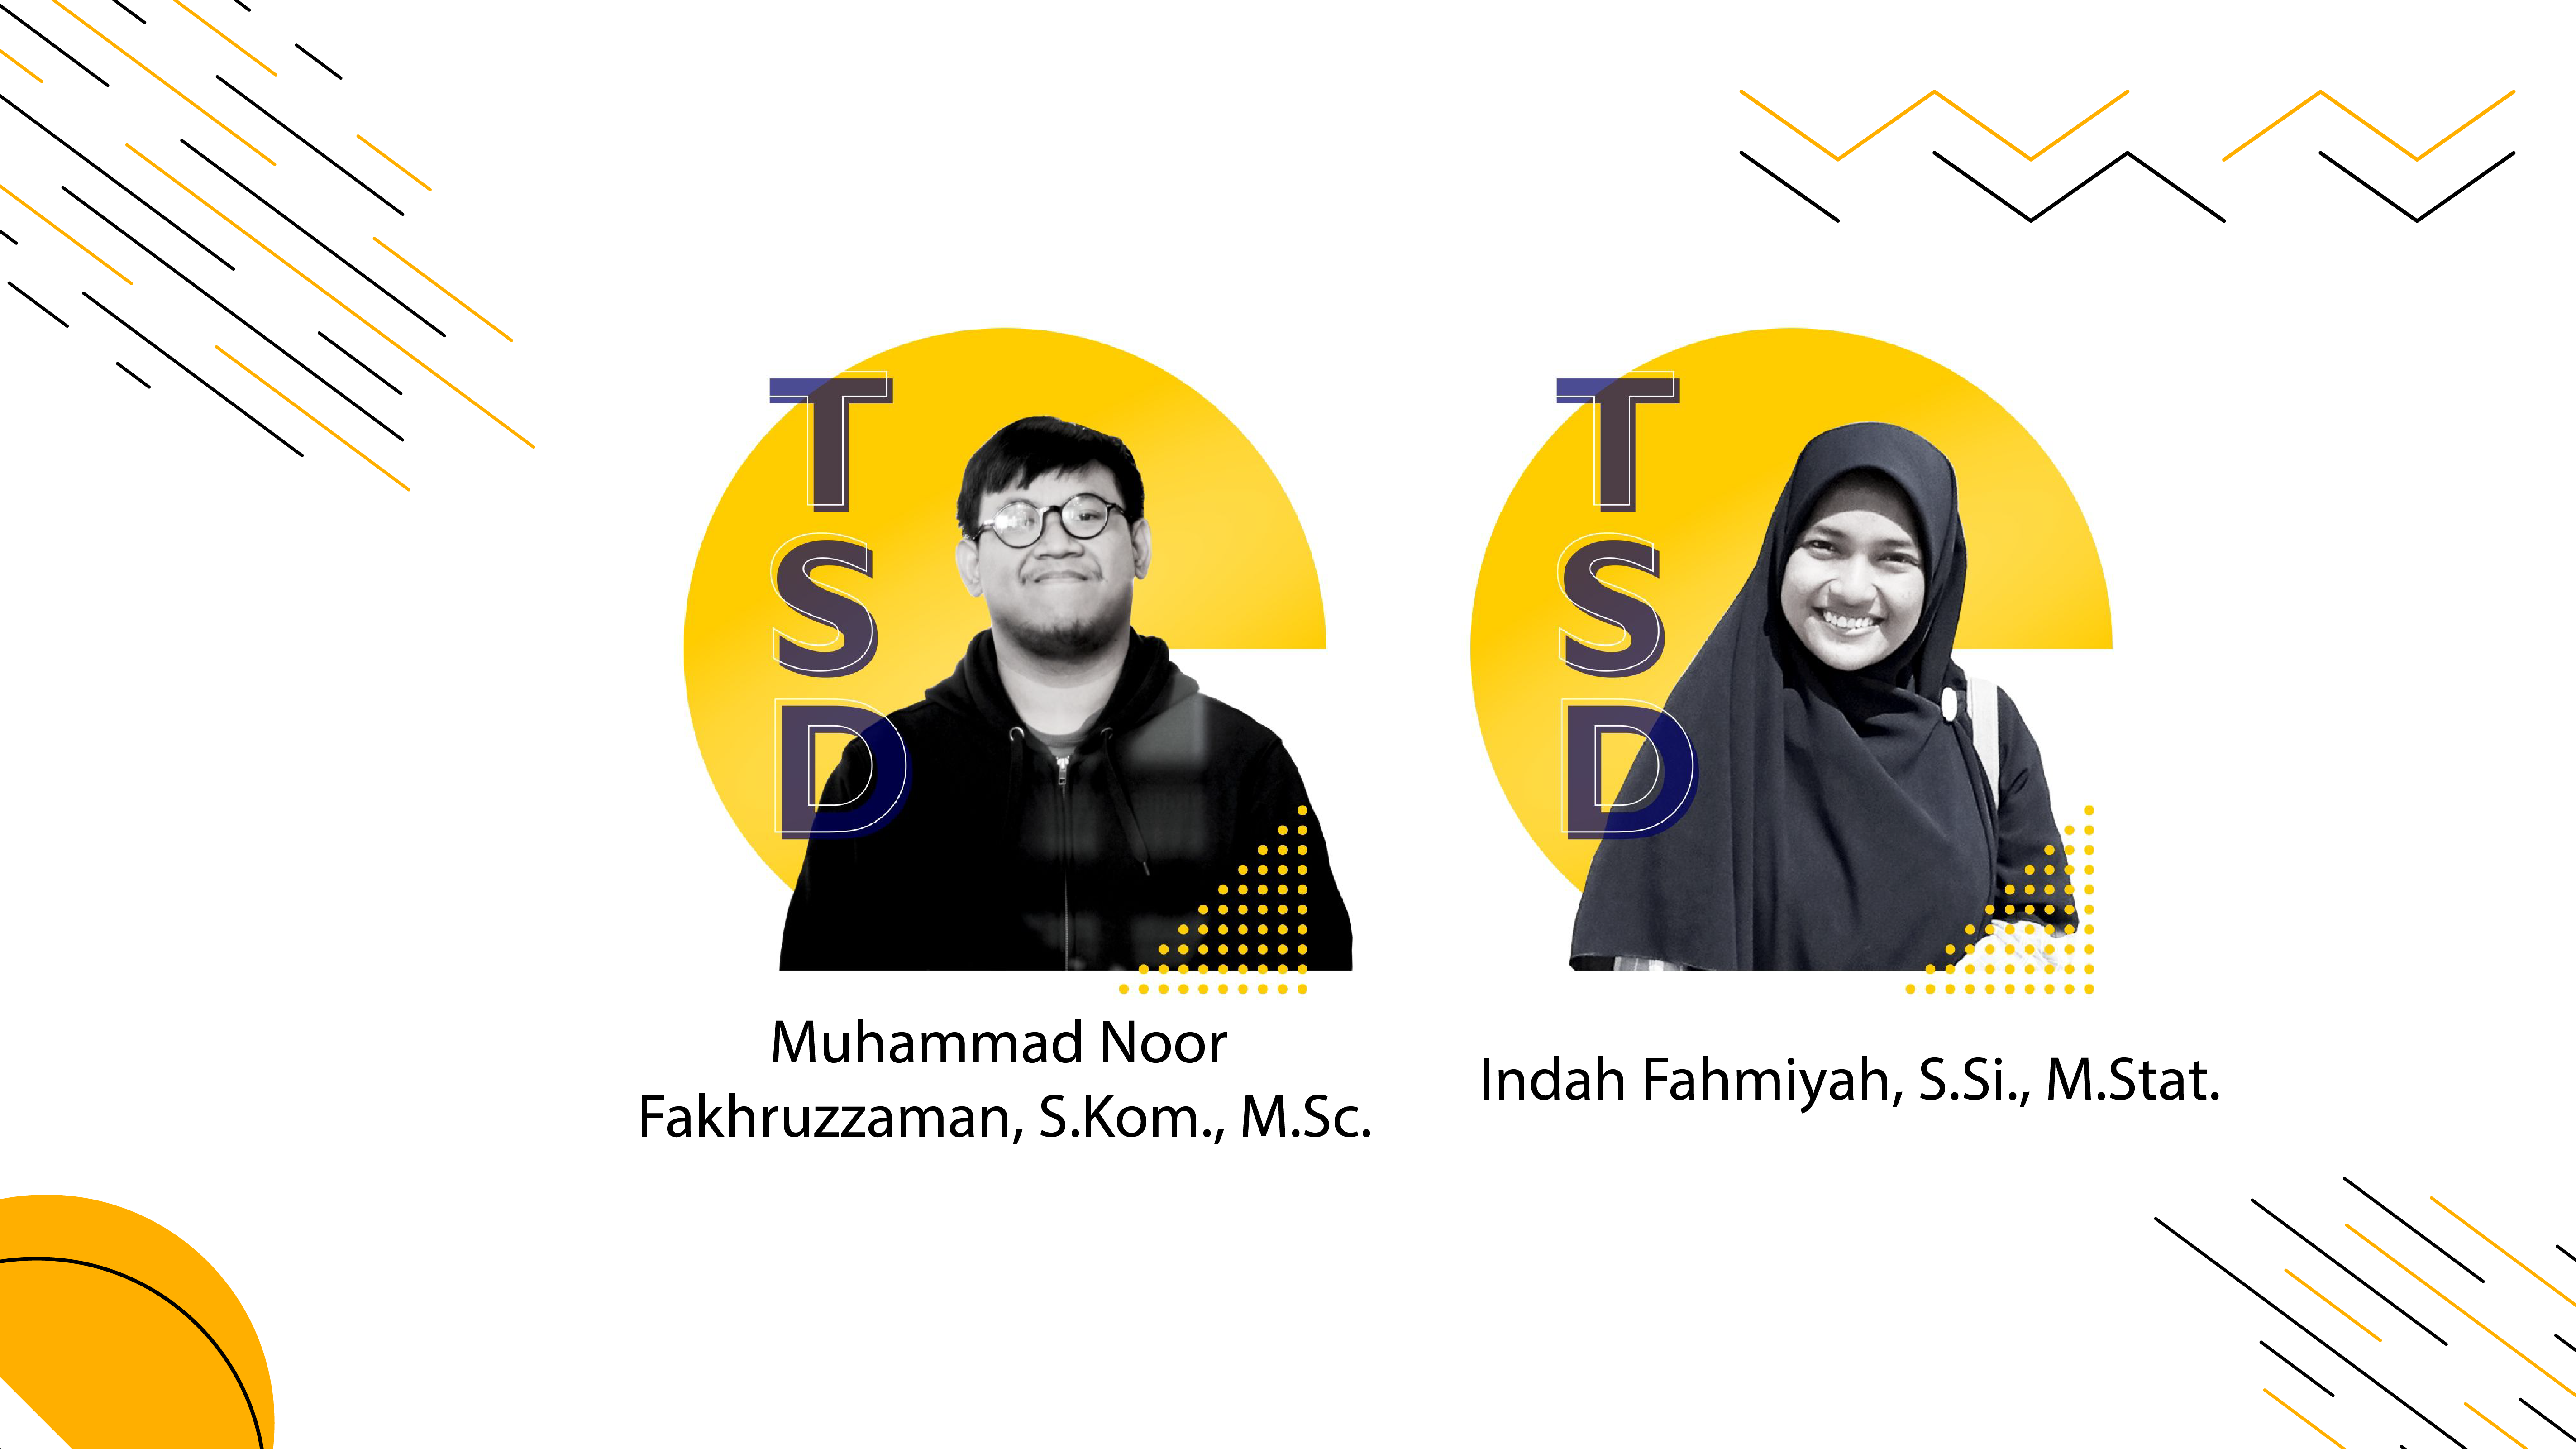 T
S
D
T
S
D
Muhammad Noor
Fakhruzzaman, S.Kom., M.Sc.
Indah Fahmiyah, S.Si., M.Stat.